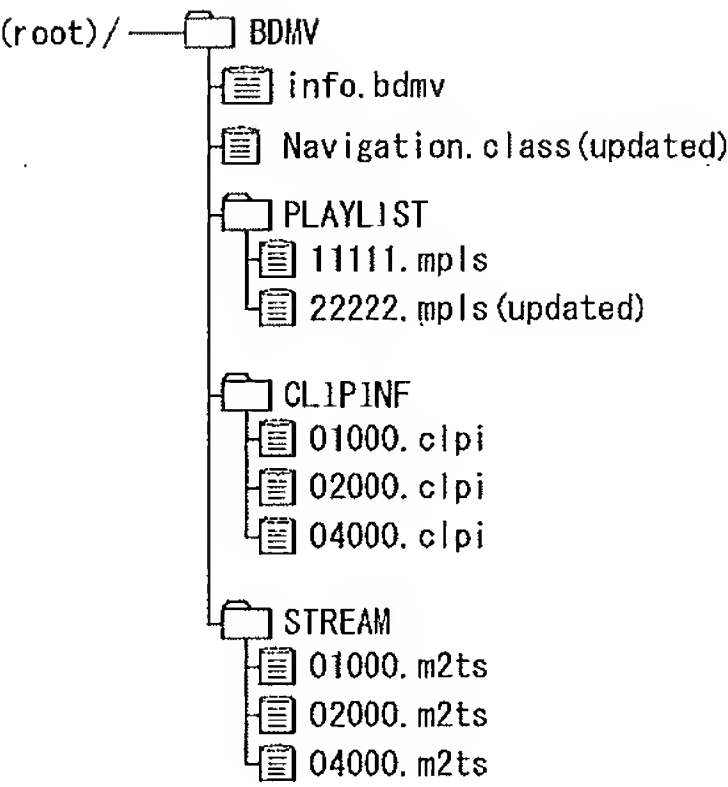 (root)/ BDMV
info.bdmv
Navigation.class(updated)
PLAYLIST
11111.mpls
22222.mpls(updated)
CLIPINF
01000.clpi
02000.clpi
04000.clpi
STREAM
01000.m2ts
02000.m2ts
04000.m2ts